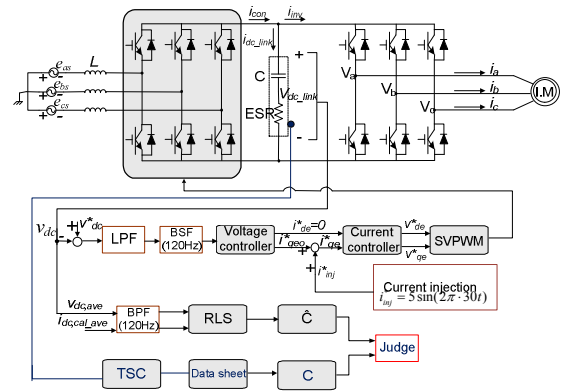 i_con i_inv
i_dc_link
+
e_as L
+ -
e_bs
+ -
e_cs
+ -
C
V_dc_link
ESR
-
V_a i_a
V_b i_b
V_c i_c
I.M
v_dc - + v*_dc
LPF
BSF
(120Hz)
Voltage
controller
i*_de=0
i*_qeo + i*_qe
+ i*_inj
Current
controller
v*_de
v*_qe
SVPWM
Current injection
i_inj = 5 sin(2π·30t)
v_dc,ave
i_dc,cal_ave
BPF
(120Hz)
RLS
Ĉ
Judge
TSC
Data sheet
C